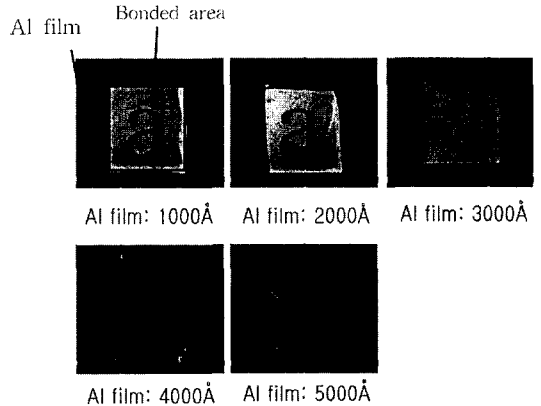 Bonded area
Al film
a
a
Al film: 1000Å
Al film: 2000Å
Al film: 3000Å
Al film: 4000Å
Al film: 5000Å